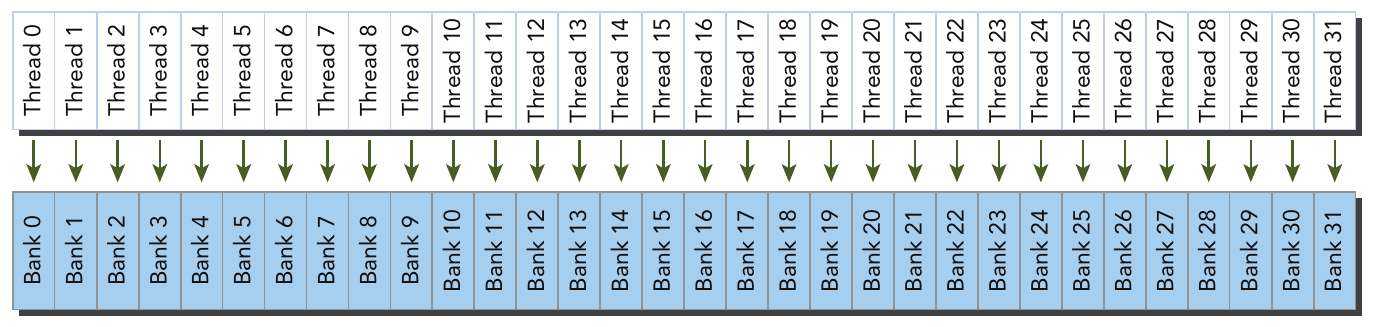 Thread 0
Thread 1
Thread 2
Thread 3
Thread 4
Thread 5
Thread 6
Thread 7
Thread 8
Thread 9
Thread 10
Thread 11
Thread 12
Thread 13
Thread 14
Thread 15
Thread 16
Thread 17
Thread 18
Thread 19
Thread 20
Thread 21
Thread 22
Thread 23
Thread 24
Thread 25
Thread 26
Thread 27
Thread 28
Thread 29
Thread 30
Thread 31
Bank 0
Bank 1
Bank 2
Bank 3
Bank 4
Bank 5
Bank 6
Bank 7
Bank 8
Bank 9
Bank 10
Bank 11
Bank 12
Bank 13
Bank 14
Bank 15
Bank 16
Bank 17
Bank 18
Bank 19
Bank 20
Bank 21
Bank 22
Bank 23
Bank 24
Bank 25
Bank 26
Bank 27
Bank 28
Bank 29
Bank 30
Bank 31